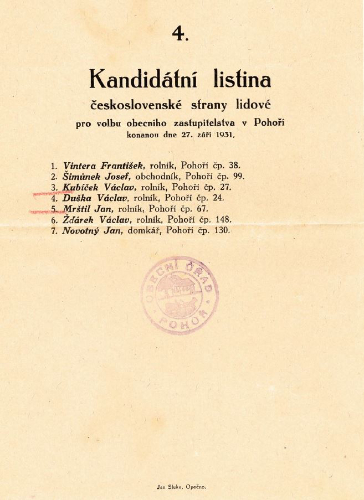 4.
Kandidátní listina
československé strany lidové
pro volbu obecního zastupitelstva v Pohoří
konanou dne 27. září 1931.
1. Vintera František, rolník, Pohoří čp. 38.
2. Šimůnek Josef, obchodník, Pohoří čp. 99.
3. Kubíček Václav, rolník, Pohoří čp. 27.
4. Duška Václav, rolník, Pohoří čp. 24.
5. Mrštil Jan, rolník, Pohoří čp. 67.
6. Žďárek Václav, rolník, Pohoří čp. 148.
7. Novotný Jan, domkář, Pohoří čp. 130.
OBECNÍ ÚŘAD
POHOŘ
Jan Opočno.